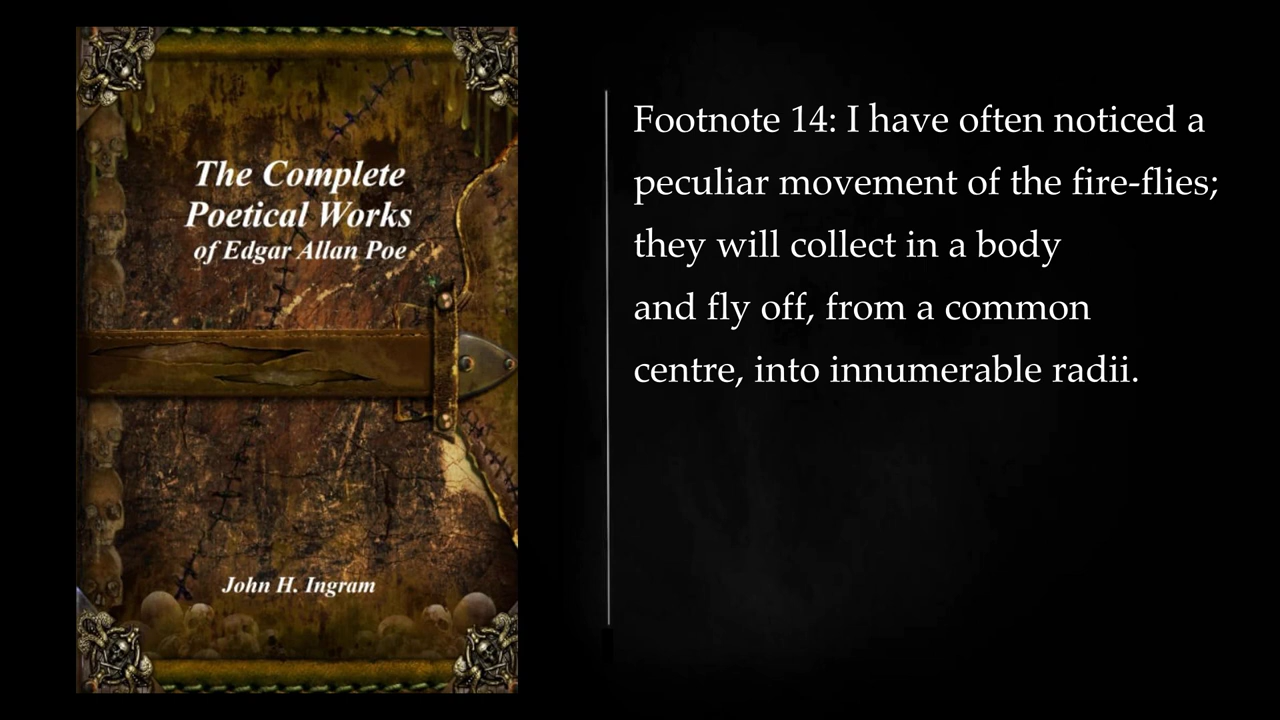 The Complete
Poetical Works
of Edgar Allan Poe
John H. Ingram
Footnote 14: I have often noticed a
peculiar movement of the fire-flies;
they will collect in a body
and fly off, from a common
centre, into innumerable radii.